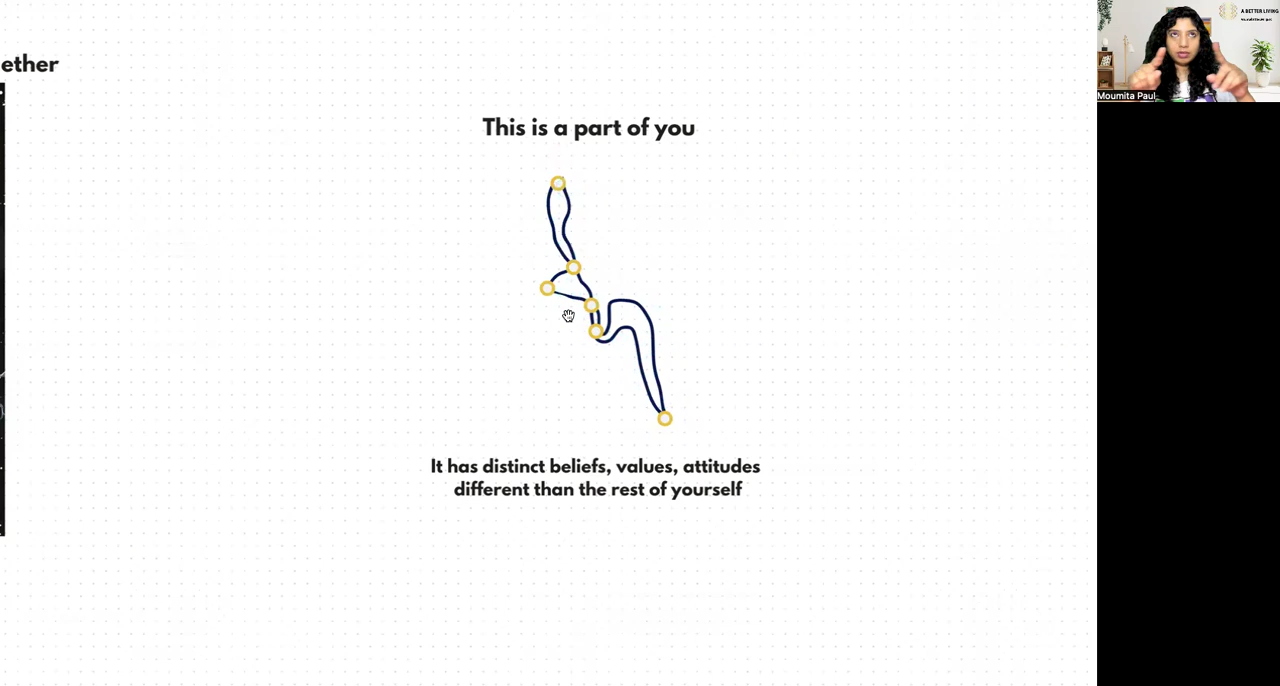 ether
This is a part of you
It has distinct beliefs, values, attitudes
different than the rest of yourself
A BETTER LIVING
Moumita Paul